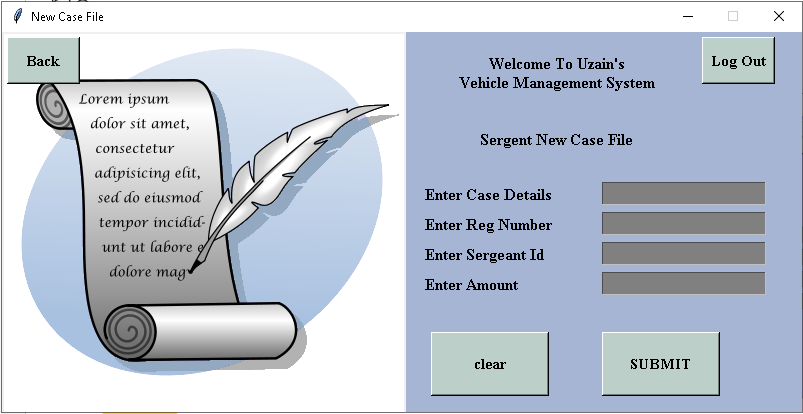 New Case File
Back
Lorem ipsum
dolor sit amet,
consectetur
adipisicing elit,
sed do eiusmod
tempor incidid-
unt ut labore e
dolore mag
Welcome To Uzain's
Vehicle Management System
Log Out
Sergent New Case File
Enter Case Details
Enter Reg Number
Enter Sergeant Id
Enter Amount
clear
SUBMIT